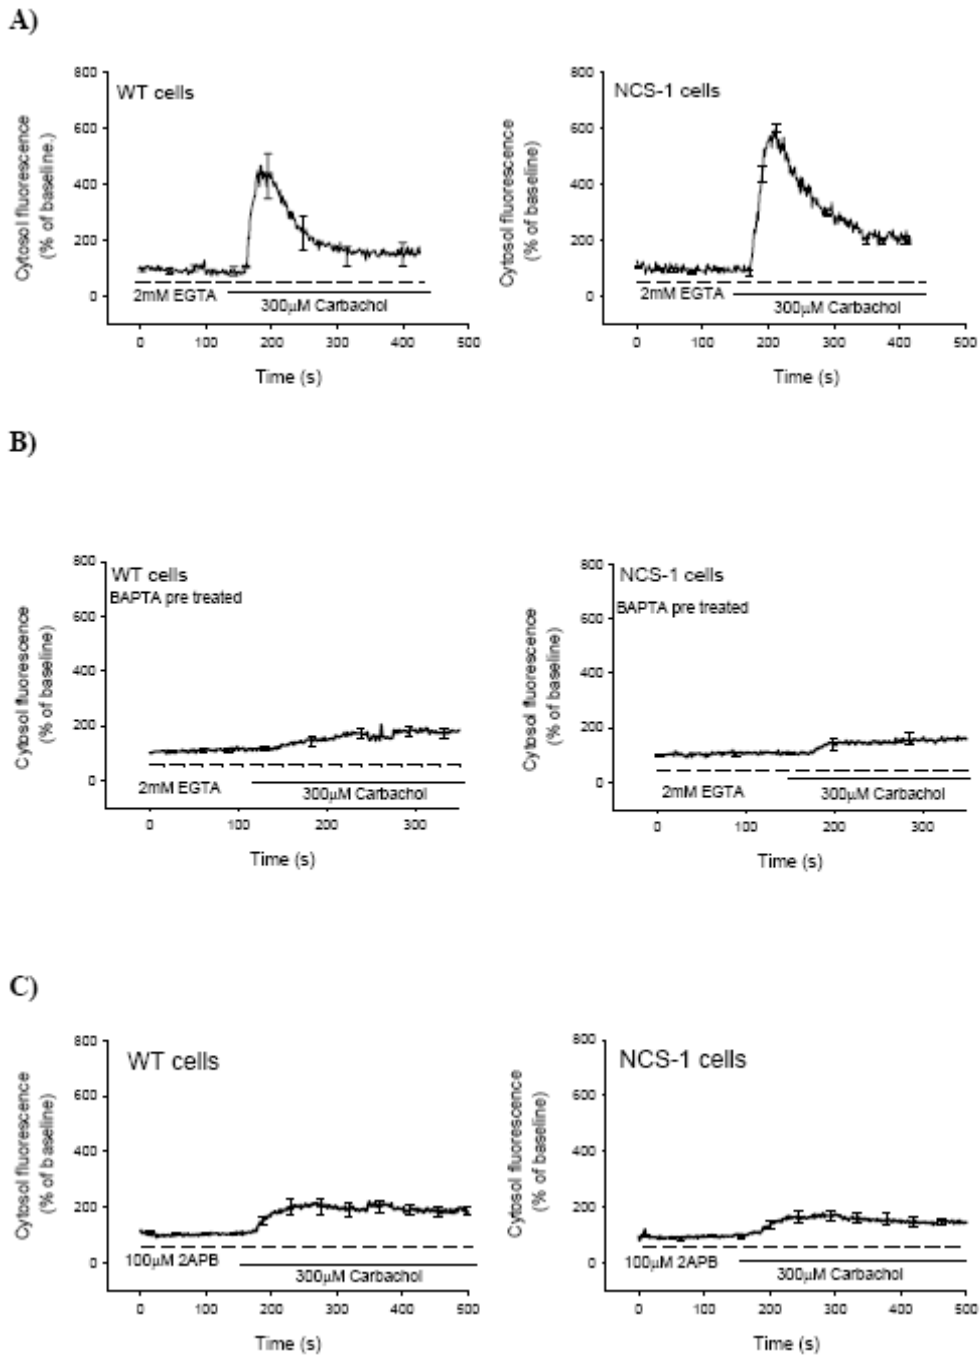 A)
WT cells
Cytosol fluorescence
(% of baseline.)
800
600
400
200
0
2mM EGTA
300μM Carbachol
0 100 200 300 400 500
Time (s)
NCS-1 cells
Cytosol fluorescence
(% of baseline)
800
600
400
200
0
2mM EGTA
300μM Carbachol
0 100 200 300 400 500
Time (s)
B)
WT cells
BAPTA pre treated
Cytosol fluorescence
(% of baseline)
800
600
400
200
0
2mM EGTA
300μM Carbachol
0 100 200 300
Time (s)
NCS-1 cells
BAPTA pre treated
Cytosol fluorescence
(% of baseline)
800
600
400
200
0
2mM EGTA
300μM Carbachol
0 100 200 300
Time (s)
C)
WT cells
Cytosol fluorescence
(% of baseline)
800
600
400
200
0
100μM 2APB
300μM Carbachol
0 100 200 300 400 500
Time (s)
NCS-1 cells
Cytosol fluorescence
(% of baseline)
800
600
400
200
0
100μM 2APB
300μM Carbachol
0 100 200 300 400 500
Time (s)